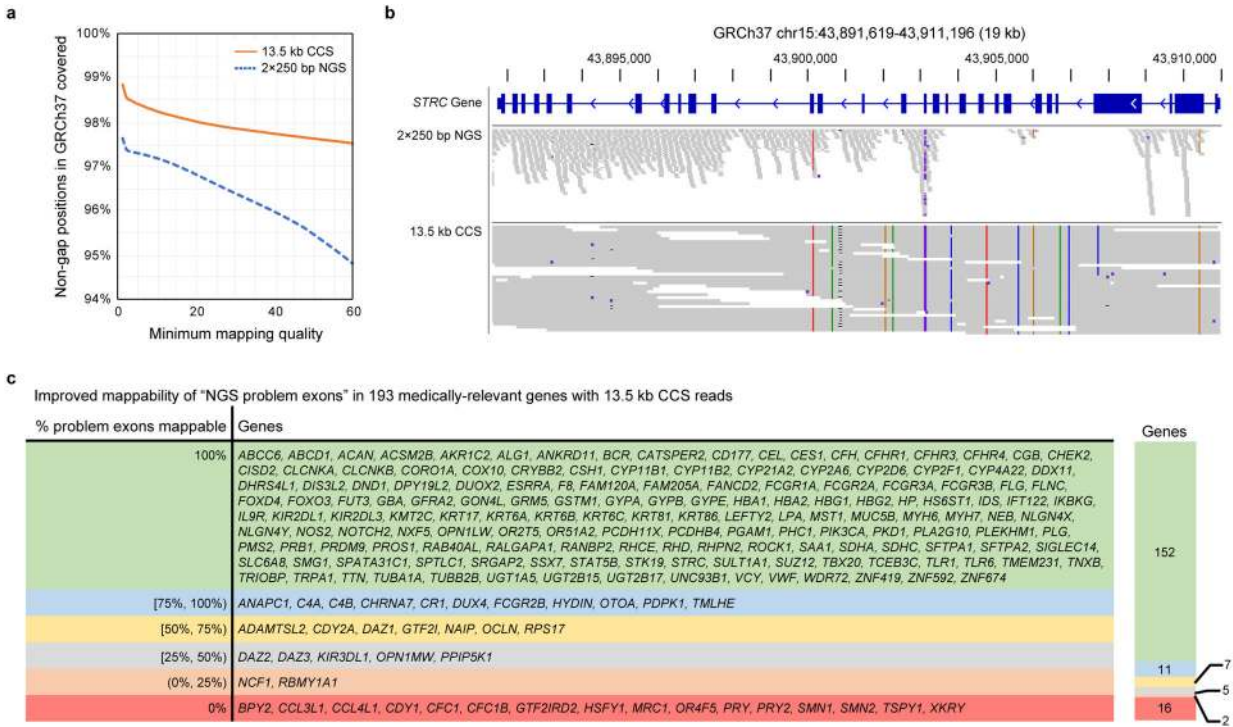 a
100%
99%
98%
97%
96%
95%
94%
Non-gap positions in GRCh37 covered
13.5 kb CCS
2×250 bp NGS
0
20
40
60
Minimum mapping quality
b
GRCh37 chr15:43,891,619-43,911,196 (19 kb)
43,895,000
43,900,000
43,905,000
43,910,000
STRC Gene
2×250 bp NGS
13.5 kb CCS
c
Improved mappability of “NGS problem exons” in 193 medically-relevant genes with 13.5 kb CCS reads
% problem exons mappable
Genes
Genes
100%
ABCC6, ABCD1, ACAN, ACSM2B, AKR1C2, ALG1, ANKRD11, BCR, CATSPER2, CD177, CEL, CES1, CFH, CFHR1, CFHR3, CFHR4, CGB, CHEK2,
CISD2, CLCNKA, CLCNKB, CORO1A, COX10, CRYBB2, CSH1, CYP11B1, CYP11B2, CYP21A2, CYP2A6, CYP2D6, CYP2F1, CYP4A22, DDX11,
DHRS4L1, DIS3L2, DND1, DPY19L2, DUOX2, ESRRA, F8, FAM120A, FAM205A, FANCD2, FCGR1A, FCGR2A, FCGR3A, FCGR3B, FLG, FLNC,
FOXD4, FOXO3, FUT3, GBA, GFRA2, GON4L, GRM5, GSTM1, GYPA, GYPB, GYPE, HBA1, HBA2, HBG1, HBG2, HP, HS6ST1, IDS, IFT122, IKBKG,
IL9R, KIR2DL1, KIR2DL3, KMT2C, KRT17, KRT6A, KRT6B, KRT6C, KRT81, KRT86, LEFTY2, LPA, MST1, MUC5B, MYH6, MYH7, NEB, NLGN4X,
NLGN4Y, NOS2, NOTCH2, NXF5, OPN1LW, OR2T5, OR51A2, PCDH11X, PCDHB4, PGAM1, PHC1, PIK3CA, PKD1, PLA2G10, PLEKHM1, PLG,
PMS2, PRB1, PRDM9, PROS1, RAB40AL, RALGAPA1, RANBP2, RHCE, RHD, RHPN2, ROCK1, SAA1, SDHA, SDHC, SFTPA1, SFTPA2, SIGLEC14,
SLC6A8, SMG1, SPATA31C1, SPTLC1, SRGAP2, SSX7, STAT5B, STK19, STRC, SULT1A1, SUZ12, TBX20, TCEB3C, TLR1, TLR6, TMEM231, TNXB,
TRIOBP, TRPA1, TTN, TUBA1A, TUBB2B, UGT1A5, UGT2B15, UGT2B17, UNC93B1, VCY, VWF, WDR72, ZNF419, ZNF592, ZNF674
152
[75%, 100%)
ANAPC1, C4A, C4B, CHRNA7, CR1, DUX4, FCGR2B, HYDIN, OTOA, PDPK1, TMLHE
11
[50%, 75%)
ADAMTSL2, CDY2A, DAZ1, GTF2I, NAIP, OCLN, RPS17
7
[25%, 50%)
DAZ2, DAZ3, KIR3DL1, OPN1MW, PPIP5K1
5
(0%, 25%)
NCF1, RBMY1A1
2
0%
BPY2, CCL3L1, CCL4L1, CDY1, CFC1, CFC1B, GTF2IRD2, HSFY1, MRC1, OR4F5, PRY, PRY2, SMN1, SMN2, TSPY1, XKRY
16